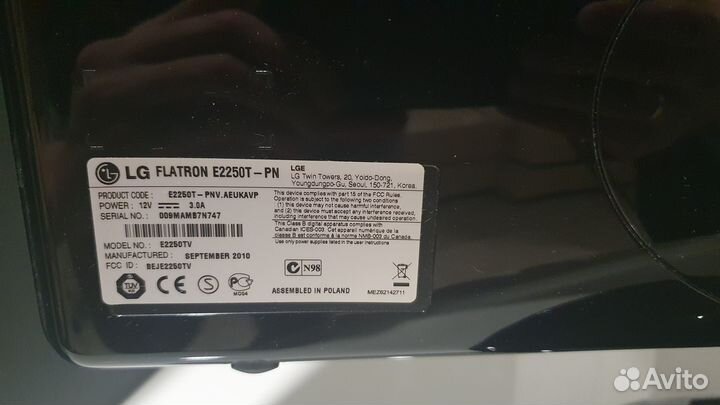 LG FLATRON E2250T-PN
LGE
LG Twin Towers, 20, Yoido-Dong,
Youngdungpo-Gu, Seoul, 150-721, Korea.
PRODUCT CODE : E2250T-PNV.AEUKAVP
POWER : 12V 3.0A
SERIAL NO. : 009MAMB7N747
This device complies with part 15 of the FCC Rules.
Operation is subject to the following two conditions
(1) this device may not cause harmful interference, and
(2) this device must accept any interference received,
including interference that may cause undesired operation.
This Class B digital apparatus complies with
Canadian ICES-003. Cet appareil numérique de
la classe B est conforme à la norme NMB-003 du Canada.
Use only power supplies listed in the user instructions
MODEL NO. : E2250TV
MANUFACTURED : SEPTEMBER 2010
FCC ID : BEJE2250TV
TÜV
CE
S
MD04
N98
ASSEMBLED IN POLAND
MEZ62142711
Avito